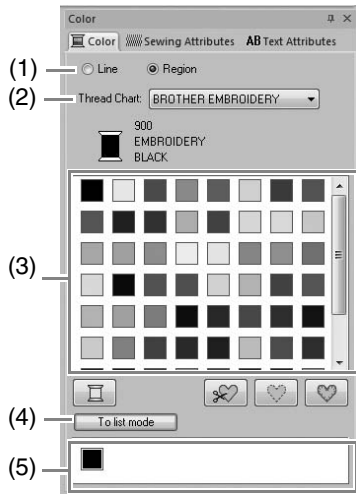 Color
Color Sewing Attributes AB Text Attributes
(1) Line Region
(2) Thread Chart: BROTHER EMBROIDERY
900
EMBROIDERY
BLACK
(3)
(4) To list mode
(5)